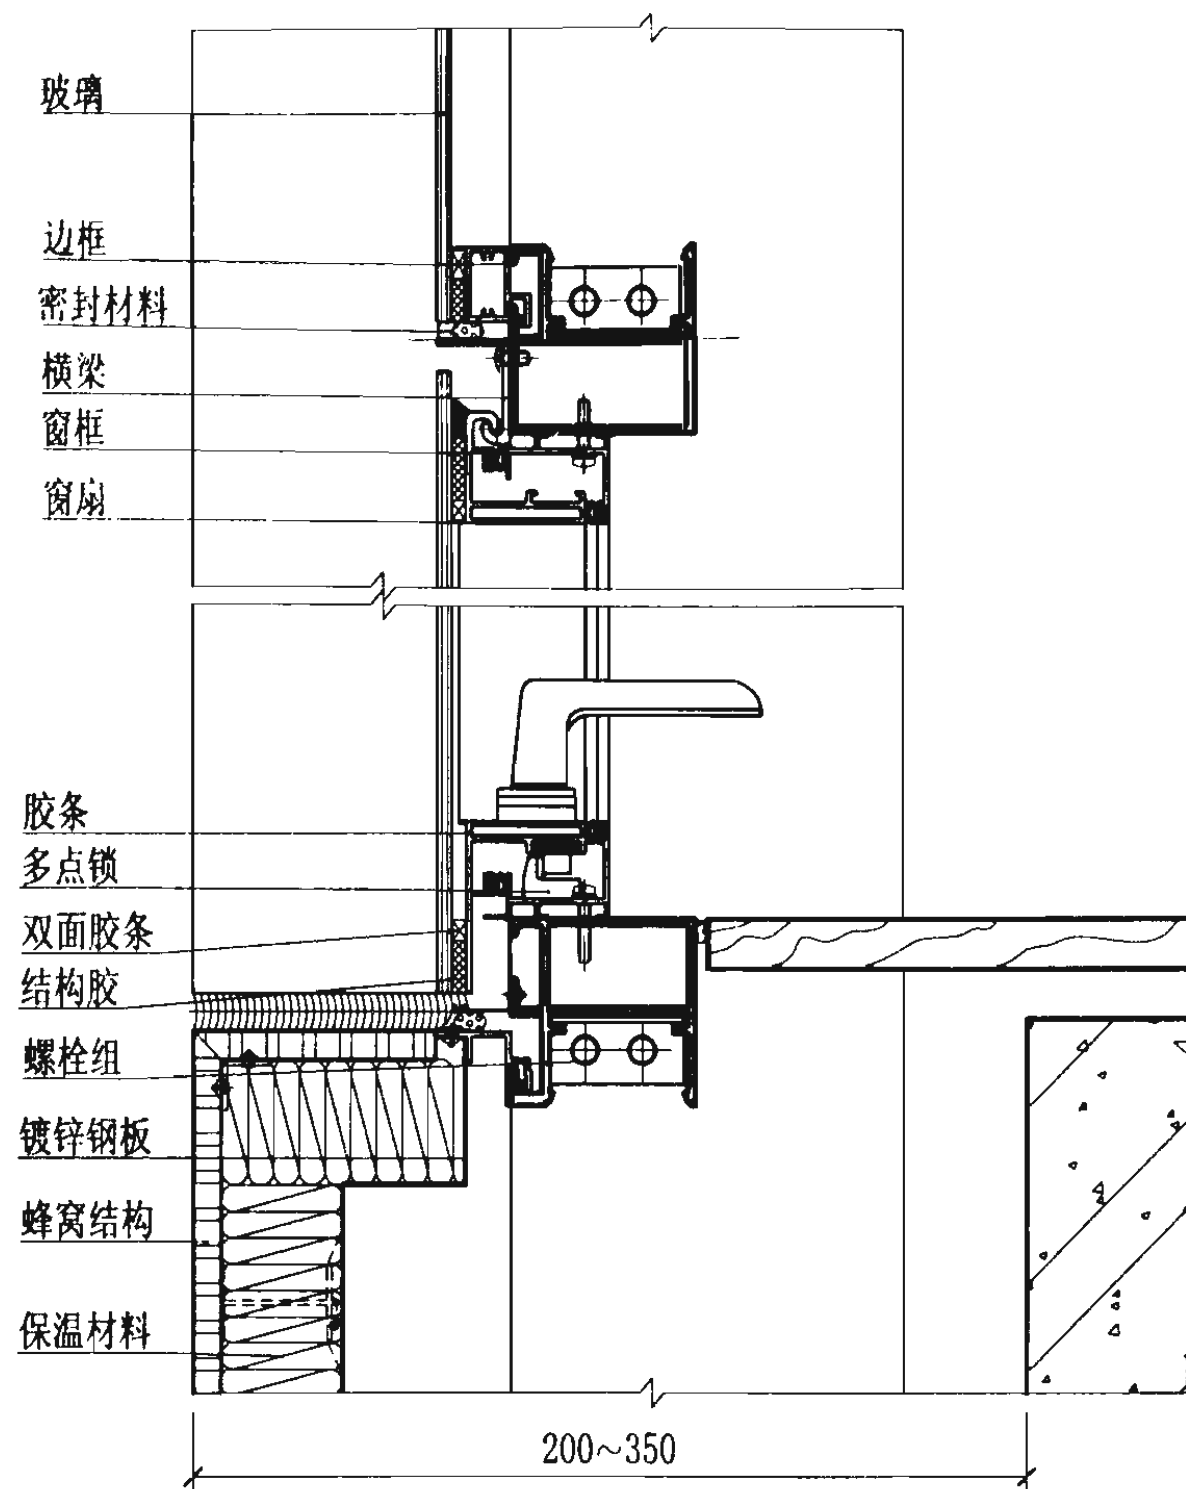 玻璃
边框
密封材料
横梁
窗框
窗扇
胶条
多点锁
双面胶条
结构胶
螺栓组
镀锌钢板
蜂窝结构
保温材料
200~350